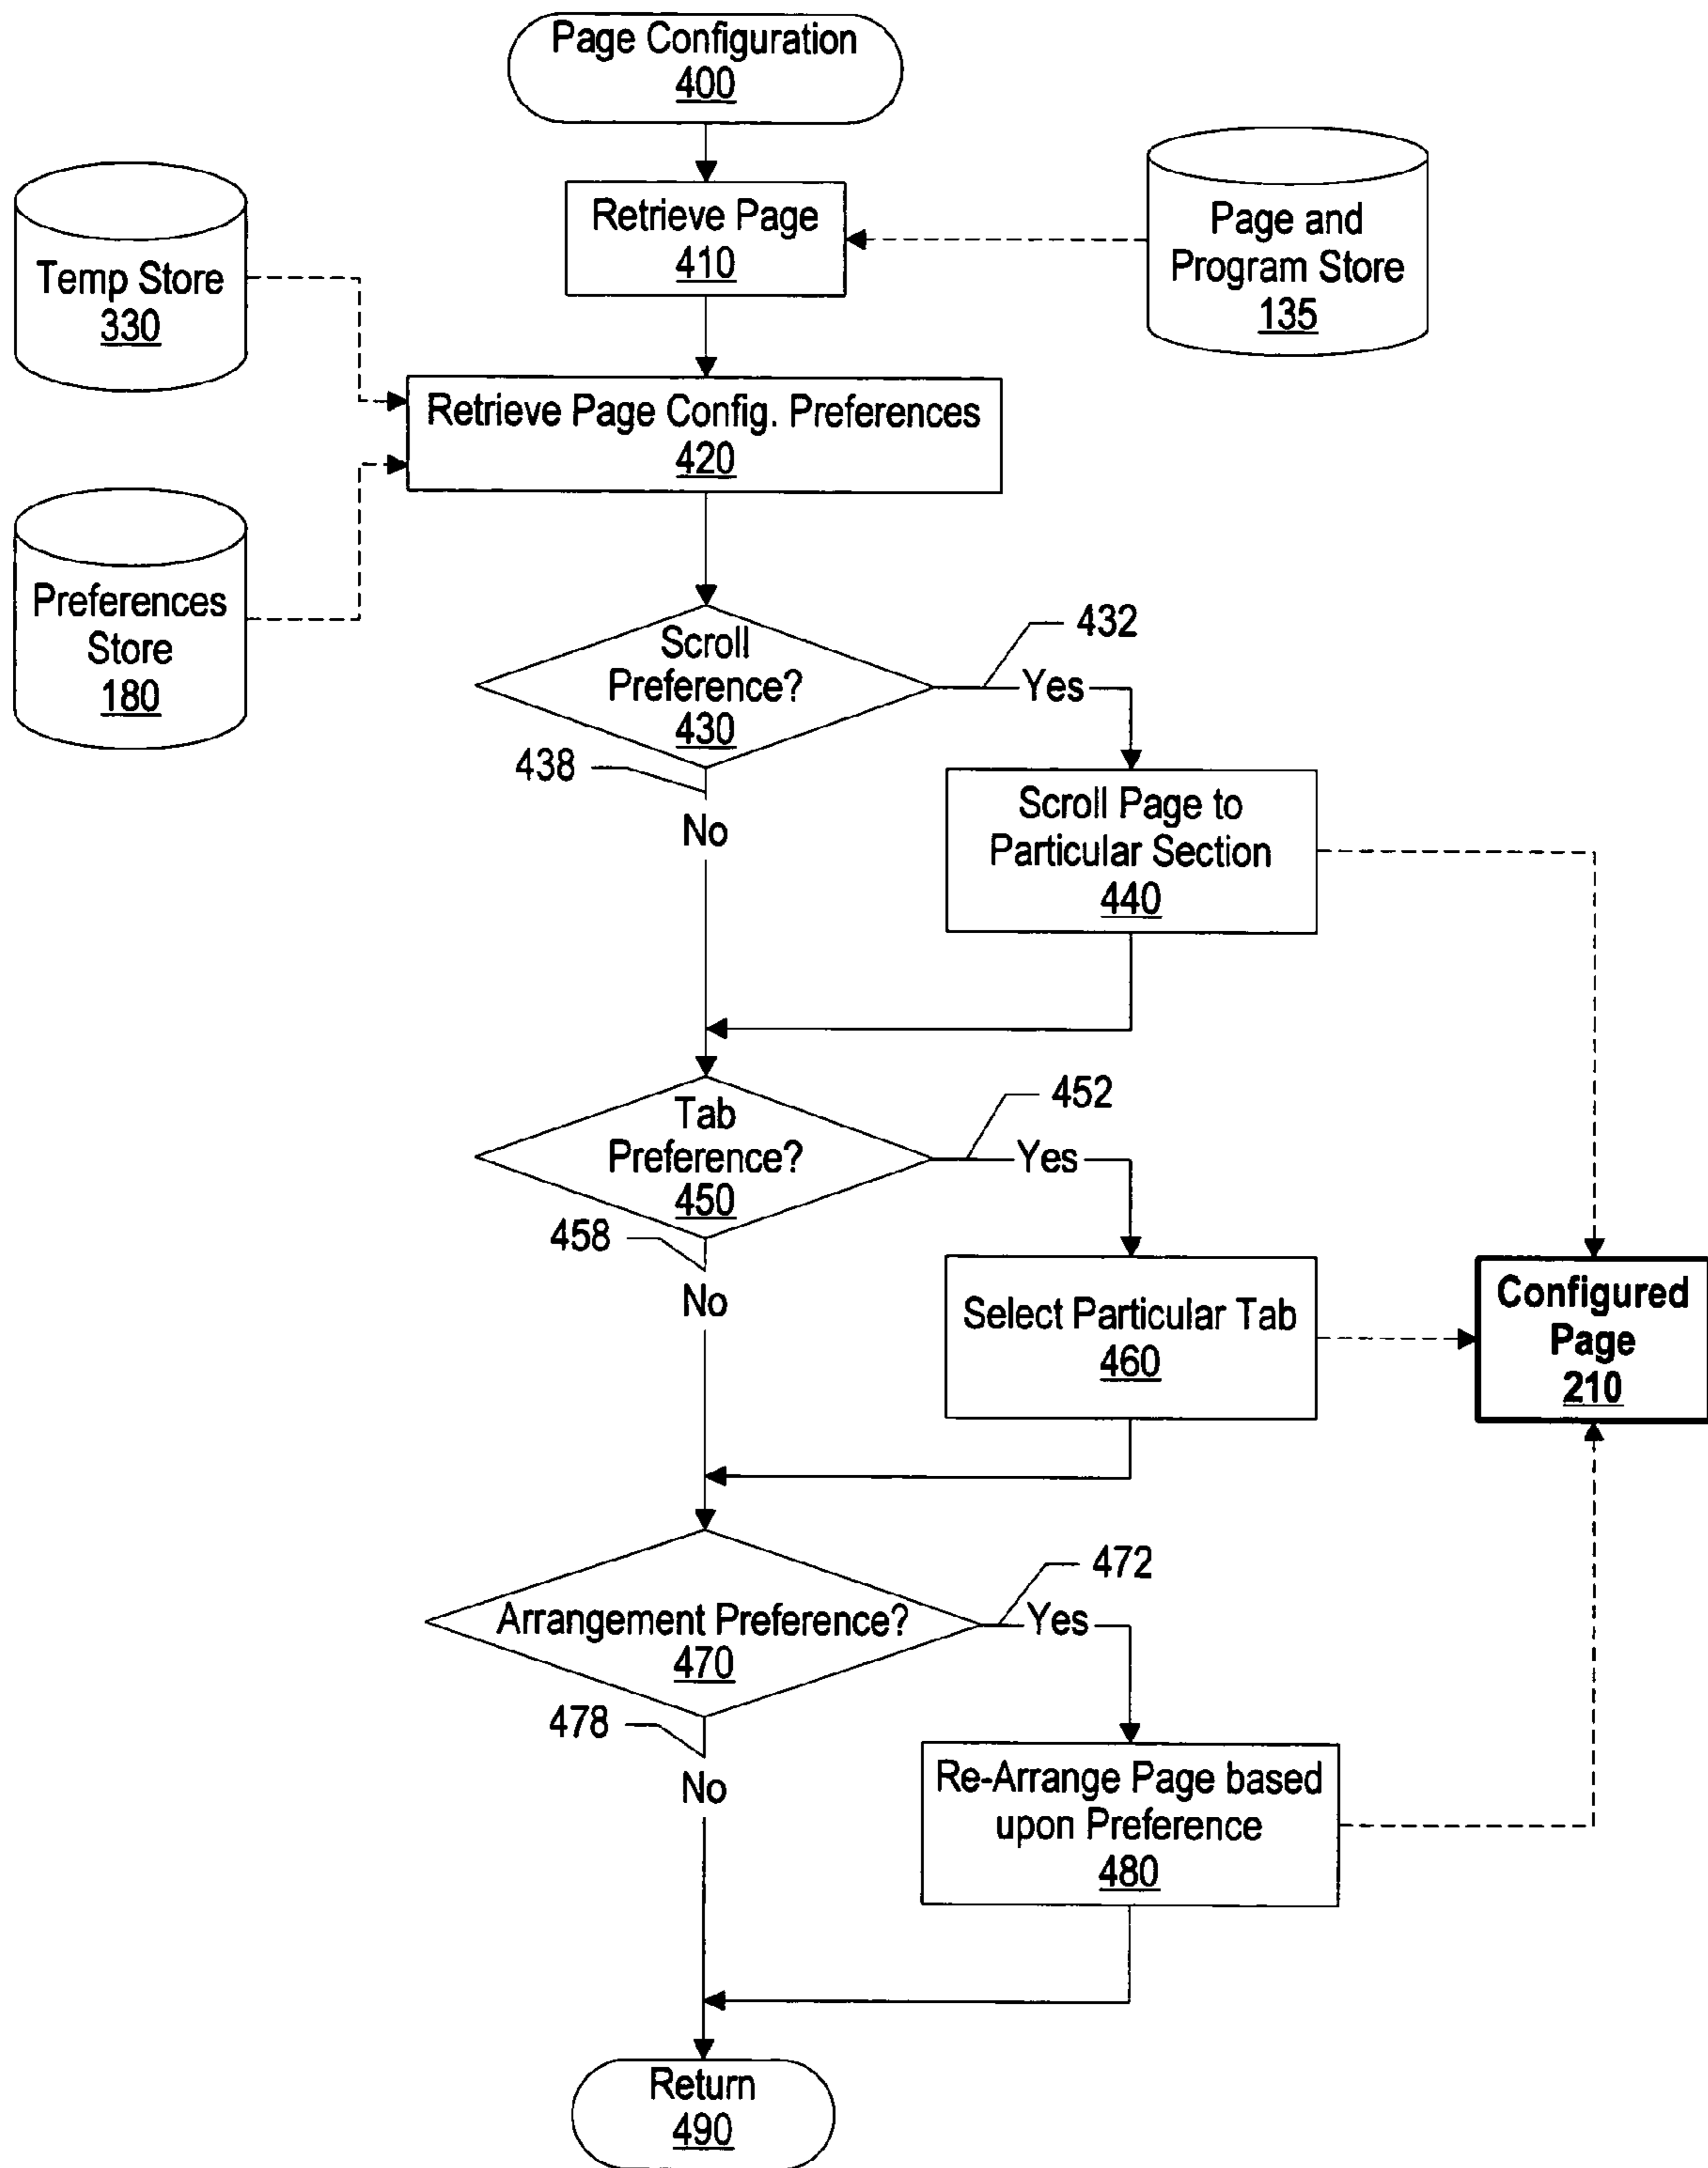 Page Configuration
400
Retrieve Page
410
Page and
Program Store
135
Temp Store
330
Retrieve Page Config. Preferences
420
Preferences
Store
180
Scroll
Preference?
430
432
Yes
438
No
Scroll Page to
Particular Section
440
Tab
Preference?
450
452
Yes
458
No
Select Particular Tab
460
Configured
Page
210
Arrangement Preference?
470
472
Yes
478
No
Re-Arrange Page based
upon Preference
480
Return
490